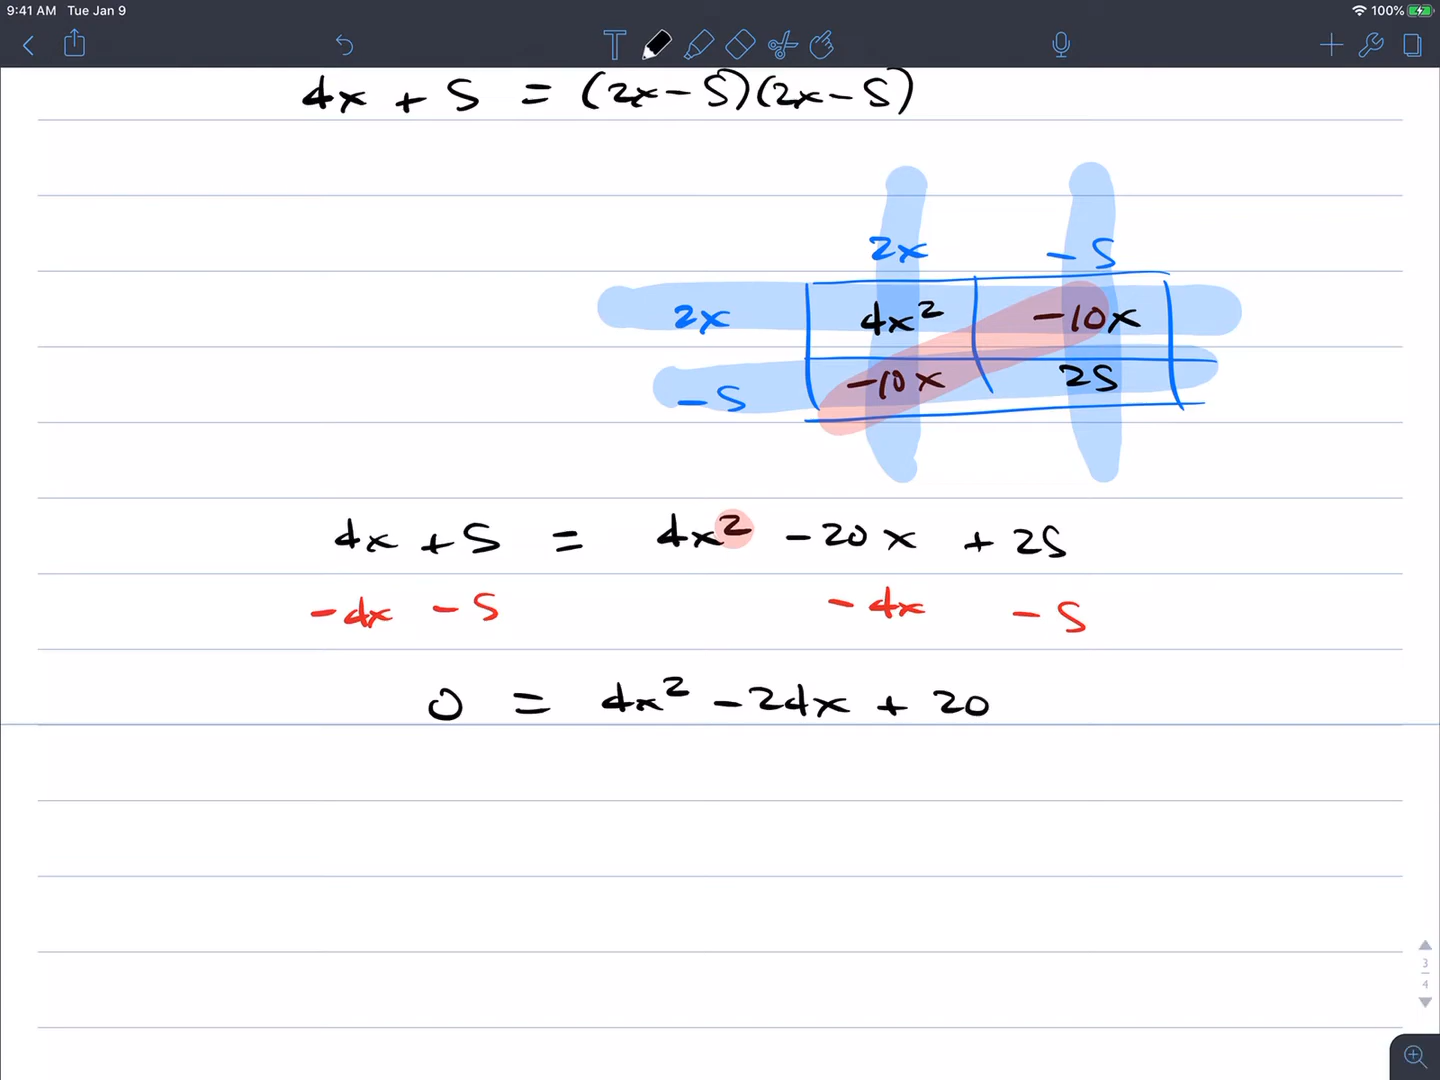 9:41 AM Tue Jan 9 100%
T
4x + 5 = (2x - 5)(2x - 5)
2x - 5
2x 4x² -10x
- 5 -10x 25
4x + 5 = 4x² - 20x + 25
- 4x - 5 - 4x - 5
0 = 4x² - 24x + 20
3
4